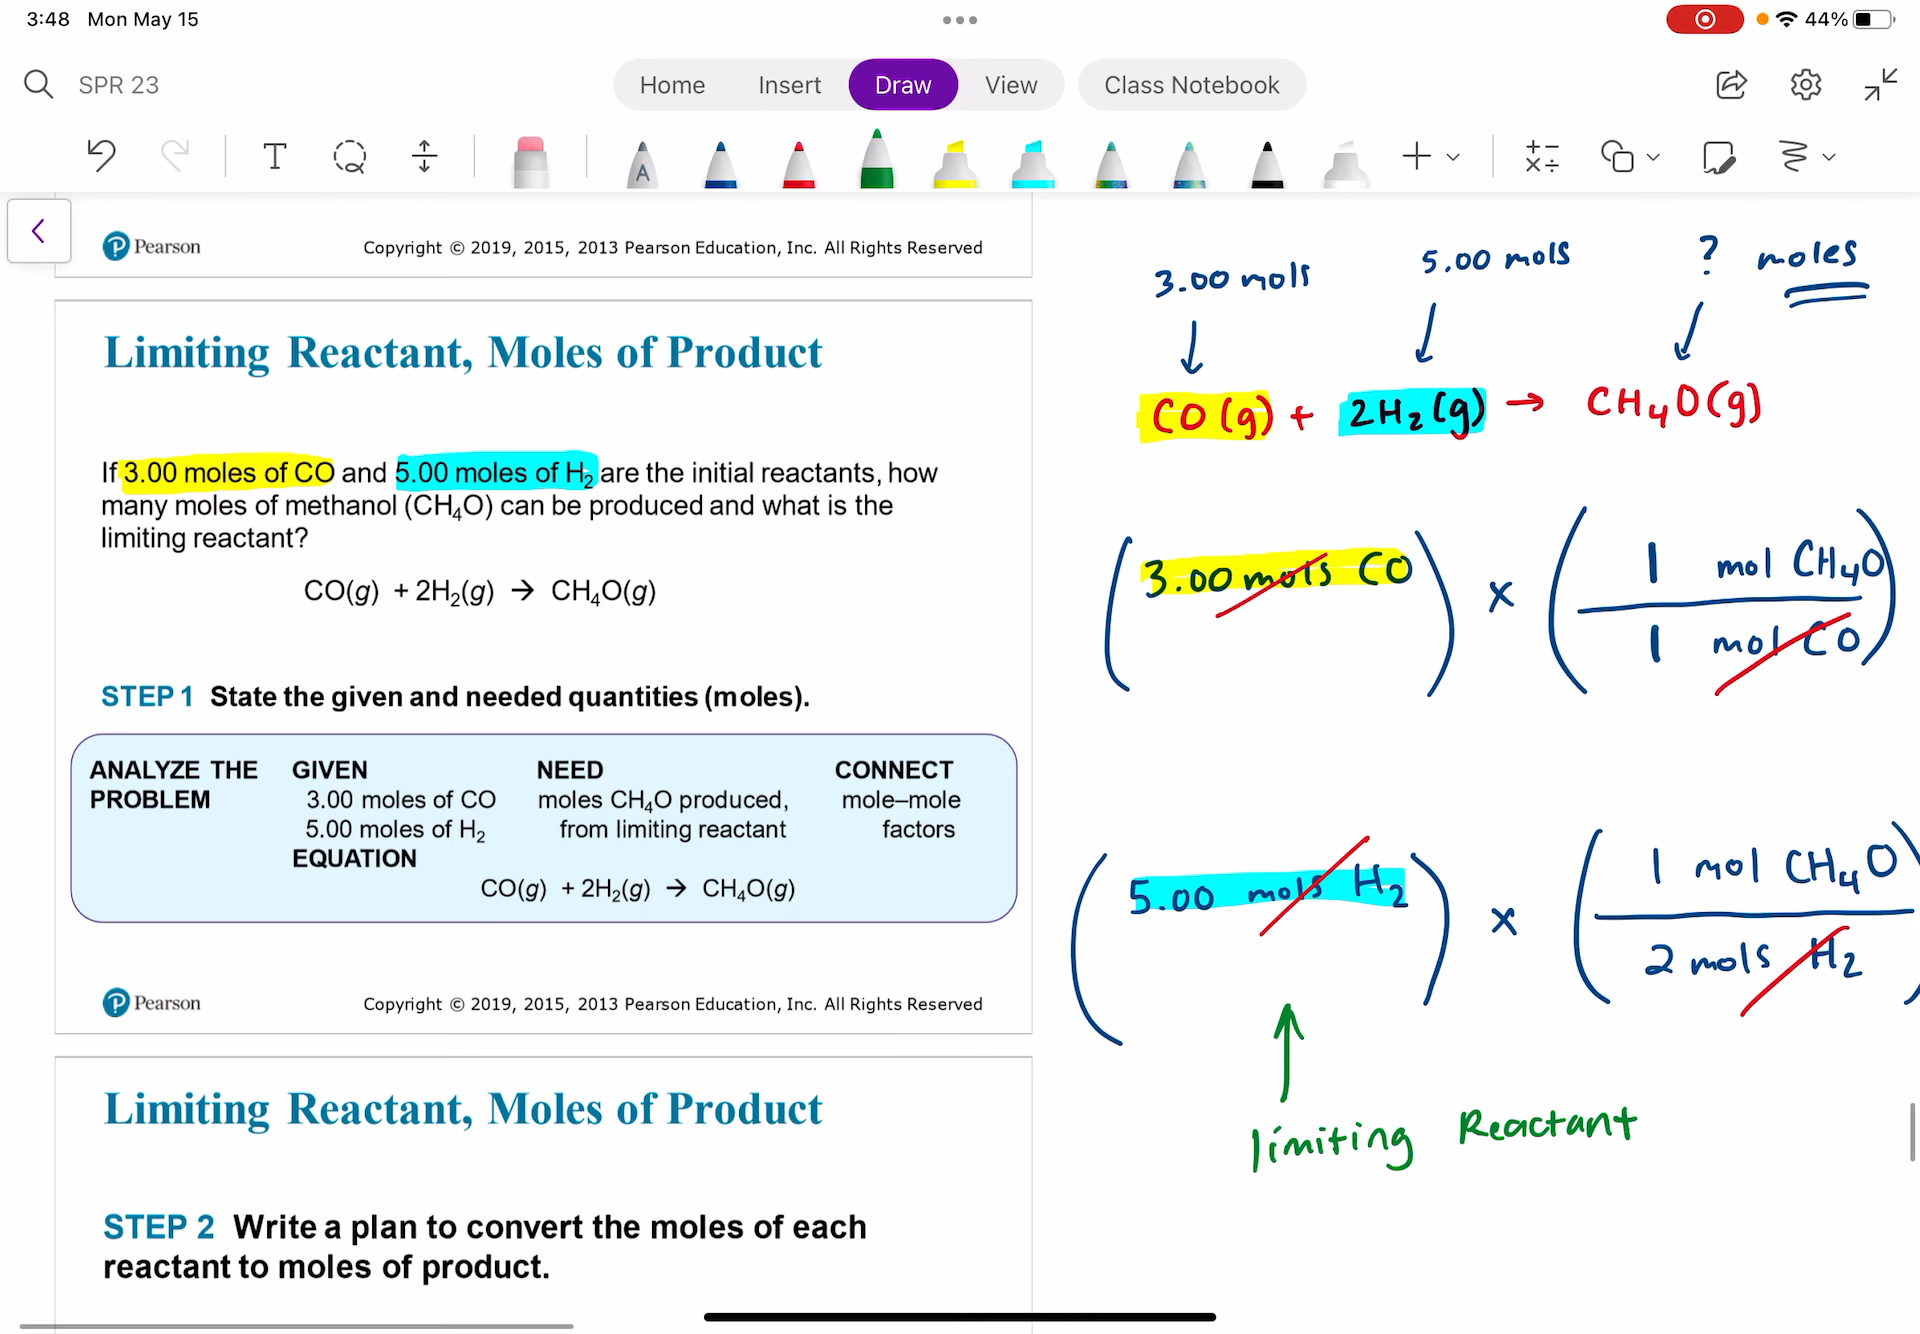 3:48 Mon May 15
44%
SPR 23
Home Insert Draw View Class Notebook
T
A
Pearson
Copyright © 2019, 2015, 2013 Pearson Education, Inc. All Rights Reserved
Limiting Reactant, Moles of Product
If 3.00 moles of CO and 5.00 moles of H₂ are the initial reactants, how
many moles of methanol (CH₄O) can be produced and what is the
limiting reactant?
CO(g) + 2H₂(g) → CH₄O(g)
STEP 1 State the given and needed quantities (moles).
ANALYZE THE PROBLEM
GIVEN
3.00 moles of CO
5.00 moles of H₂
NEED
moles CH₄O produced,
from limiting reactant
CONNECT
mole–mole
factors
EQUATION
CO(g) + 2H₂(g) → CH₄O(g)
Pearson
Copyright © 2019, 2015, 2013 Pearson Education, Inc. All Rights Reserved
Limiting Reactant, Moles of Product
STEP 2 Write a plan to convert the moles of each
reactant to moles of product.
3.00 mols 5.00 mols ? moles
↓ ↓ ↓
CO(g) + 2H₂(g) → CH₄O(g)
(3.00 mols CO) x (1 mol CH₄O
1 mol CO)
(5.00 mols H₂) x (1 mol CH₄O
2 mols H₂)
↑
limiting Reactant